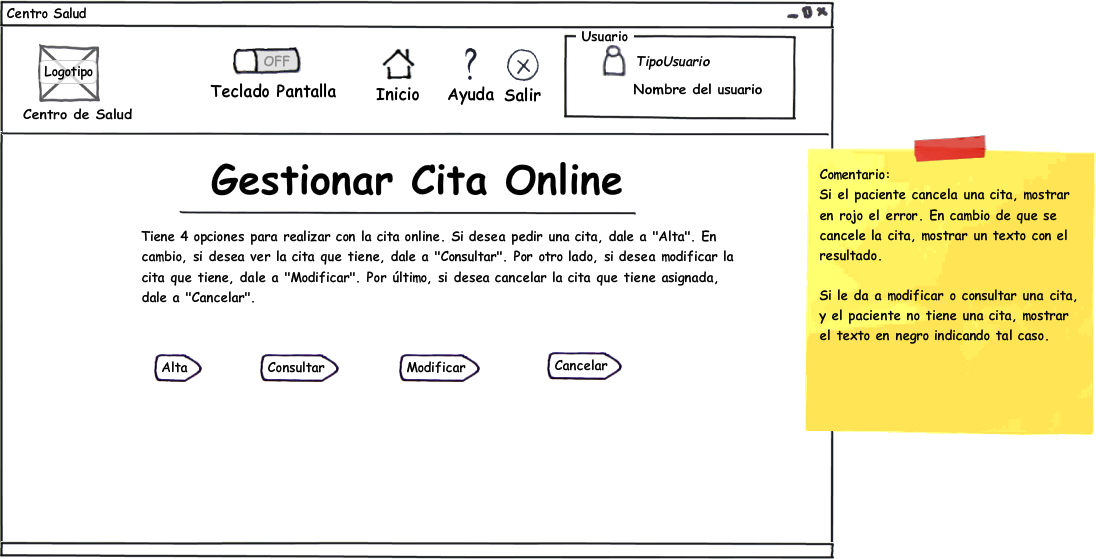 Centro Salud
Logotipo
Centro de Salud
OFF
Teclado Pantalla
Inicio
Ayuda
Salir
Usuario
TipoUsuario
Nombre del usuario
Gestionar Cita Online
Tiene 4 opciones para realizar con la cita online. Si desea pedir una cita, dale a "Alta". En
cambio, si desea ver la cita que tiene, dale a "Consultar". Por otro lado, si desea modificar la
cita que tiene, dale a "Modificar". Por último, si desea cancelar la cita que tiene asignada,
dale a "Cancelar".
Alta
Consultar
Modificar
Cancelar
Comentario:
Si el paciente cancela una cita, mostrar
en rojo el error. En cambio de que se
cancele la cita, mostrar un texto con el
resultado.
Si le da a modificar o consultar una cita,
y el paciente no tiene una cita, mostrar
el texto en negro indicando tal caso.